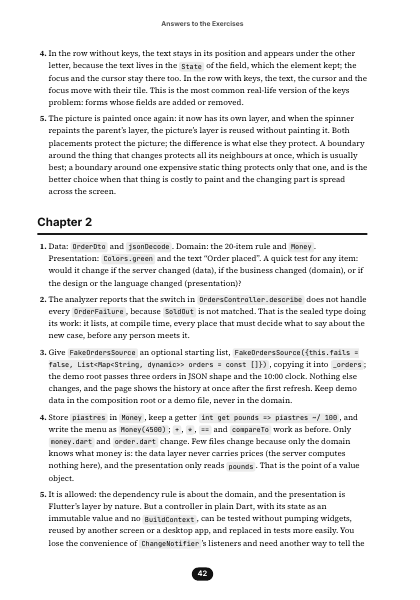 Answers to the Exercises
4. In the row without keys, the text stays in its position and appears under the other
letter, because the text lives in the State of the field, which the element kept; the
focus and the cursor stay there too. In the row with keys, the text, the cursor and the
focus move with their tile. This is the most common real-life version of the keys
problem: forms whose fields are added or removed.
5. The picture is painted once again: it now has its own layer, and when the spinner
repaints the parent's layer, the picture's layer is reused without painting it. Both
placements protect the picture; the difference is what else they protect. A boundary
around the thing that changes protects all its neighbours at once, which is usually
best; a boundary around one expensive static thing protects only that one, and is the
better choice when that thing is costly to paint and the changing part is spread
across the screen.
Chapter 2
1. Data: OrderDto and jsonDecode. Domain: the 20-item rule and Money.
Presentation: Colors.green and the text “Order placed”. A quick test for any item:
would it change if the server changed (data), if the business changed (domain), or if
the design or the language changed (presentation)?
2. The analyzer reports that the switch in OrdersController.describe does not handle
every OrderFailure, because SoldOut is not matched. That is the sealed type doing
its work: it lists, at compile time, every place that must decide what to say about the
new case, before any person meets it.
3. Give FakeOrdersSource an optional starting list, FakeOrdersSource({this.fails =
false, List<Map<String, dynamic>> orders = const []}), copying it into _orders;
the demo root passes three orders in JSON shape and the 10:00 clock. Nothing else
changes, and the page shows the history at once after the first refresh. Keep demo
data in the composition root or a demo file, never in the domain.
4. Store piastres in Money, keep a getter int get pounds => piastres ~/ 100, and
write the menu as Money(4500); +, *, == and compareTo work as before. Only
money.dart and order.dart change. Few files change because only the domain
knows what money is: the data layer never carries prices (the server computes
nothing here), and the presentation only reads pounds. That is the point of a value
object.
5. It is allowed: the dependency rule is about the domain, and the presentation is
Flutter's layer by nature. But a controller in plain Dart, with its state as an
immutable value and no BuildContext, can be tested without pumping widgets,
reused by another screen or a desktop app, and replaced in tests more easily. You
lose the convenience of ChangeNotifier's listeners and need another way to tell the
42